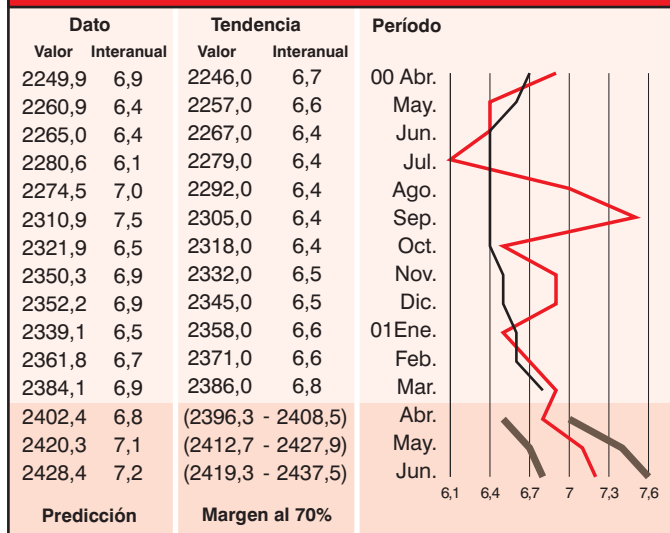 Dato Tendencia Período
Valor Interanual Valor Interanual
2249,9 6,9 2246,0 6,7 00 Abr.
2260,9 6,4 2257,0 6,6 May.
2265,0 6,4 2267,0 6,4 Jun.
2280,6 6,1 2279,0 6,4 Jul.
2274,5 7,0 2292,0 6,4 Ago.
2310,9 7,5 2305,0 6,4 Sep.
2321,9 6,5 2318,0 6,4 Oct.
2350,3 6,9 2332,0 6,5 Nov.
2352,2 6,9 2345,0 6,5 Dic.
2339,1 6,5 2358,0 6,6 01Ene.
2361,8 6,7 2371,0 6,6 Feb.
2384,1 6,9 2386,0 6,8 Mar.
2402,4 6,8 (2396,3 - 2408,5) Abr.
2420,3 7,1 (2412,7 - 2427,9) May.
2428,4 7,2 (2419,3 - 2437,5) Jun.
6,1 6,4 6,7 7 7,3 7,6
Predicción Margen al 70%